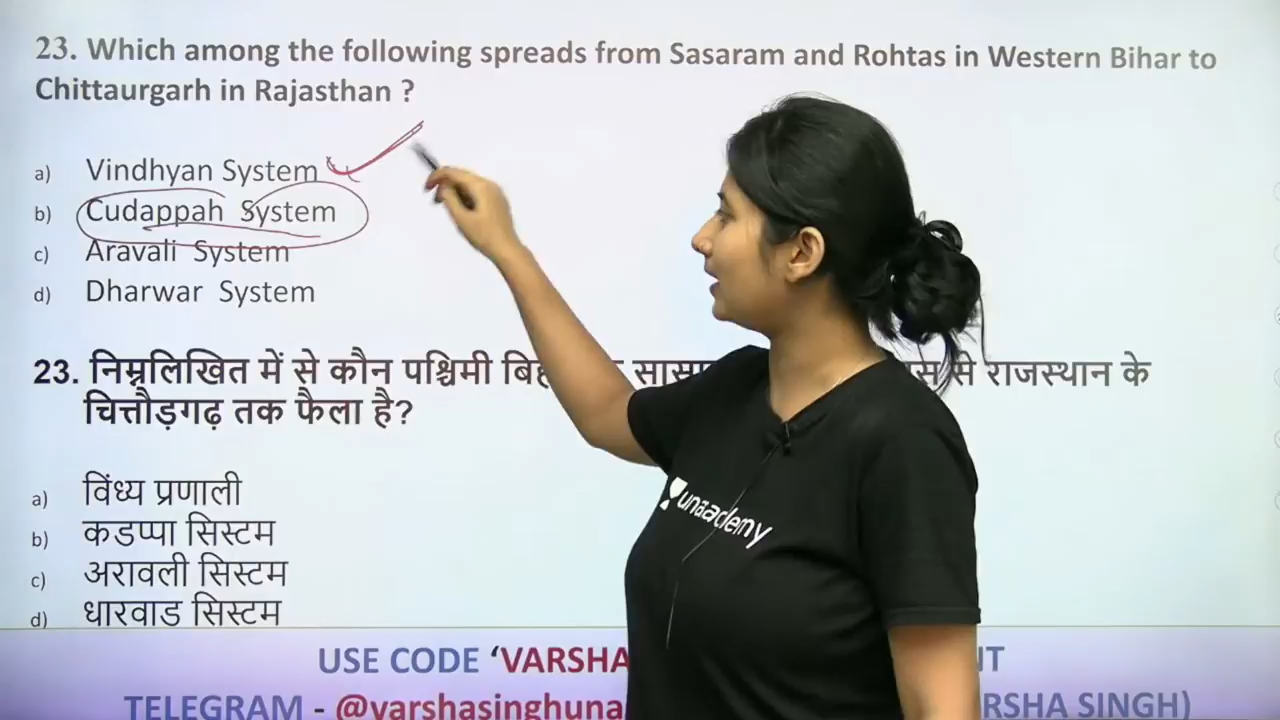 23. Which among the following spreads from Sasaram and Rohtas in Western Bihar to
Chittaurgarh in Rajasthan ?
a) Vindhyan System
b) Cudappah System
c) Aravali System
d) Dharwar System
23. निम्नलिखित में से कौन पश्चिमी से राजस्थान के
चित्तौड़गढ़ तक फैला है?
a) विंध्य प्रणाली
b) कडप्पा सिस्टम
c) अरावली सिस्टम
d) धारवाड सिस्टम
unacademy
USE CODE ‘VARSHA
TELEGRAM - @varshasinghuna SINGH)